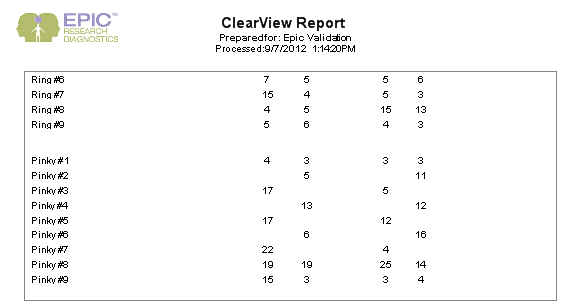 EPIC™
RESEARCH
DIAGNOSTICS
ClearView Report
Preparedfor: Epic Validation
Processed:9/7/2012 1:14:20PM
Ring #6 7 5 5 6
Ring #7 15 4 5 3
Ring #8 4 5 15 13
Ring #9 5 6 4 3
Pinky #1 4 3 3 3
Pinky #2 5 11
Pinky #3 17 5
Pinky #4 13 12
Pinky #5 17 12
Pinky #6 6 16
Pinky #7 22 4
Pinky #8 19 19 25 14
Pinky #9 15 3 3 4